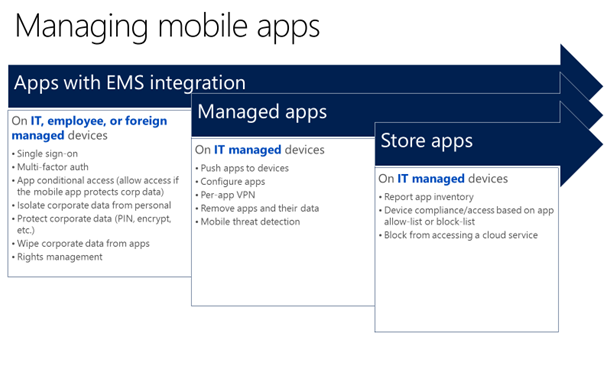 Managing mobile apps
Apps with EMS integration
On IT, employee, or foreign
managed devices
• Single sign-on
• Multi-factor auth
• App conditional access (allow access if
the mobile app protects corp data)
• Isolate corporate data from personal
• Protect corporate data (PIN, encrypt,
etc.)
• Wipe corporate data from apps
• Rights management
Managed apps
On IT managed devices
• Push apps to devices
• Configure apps
• Per-app VPN
• Remove apps and their data
• Mobile threat detection
Store apps
On IT managed devices
• Report app inventory
• Device compliance/access based on app
allow-list or block-list
• Block from accessing a cloud service